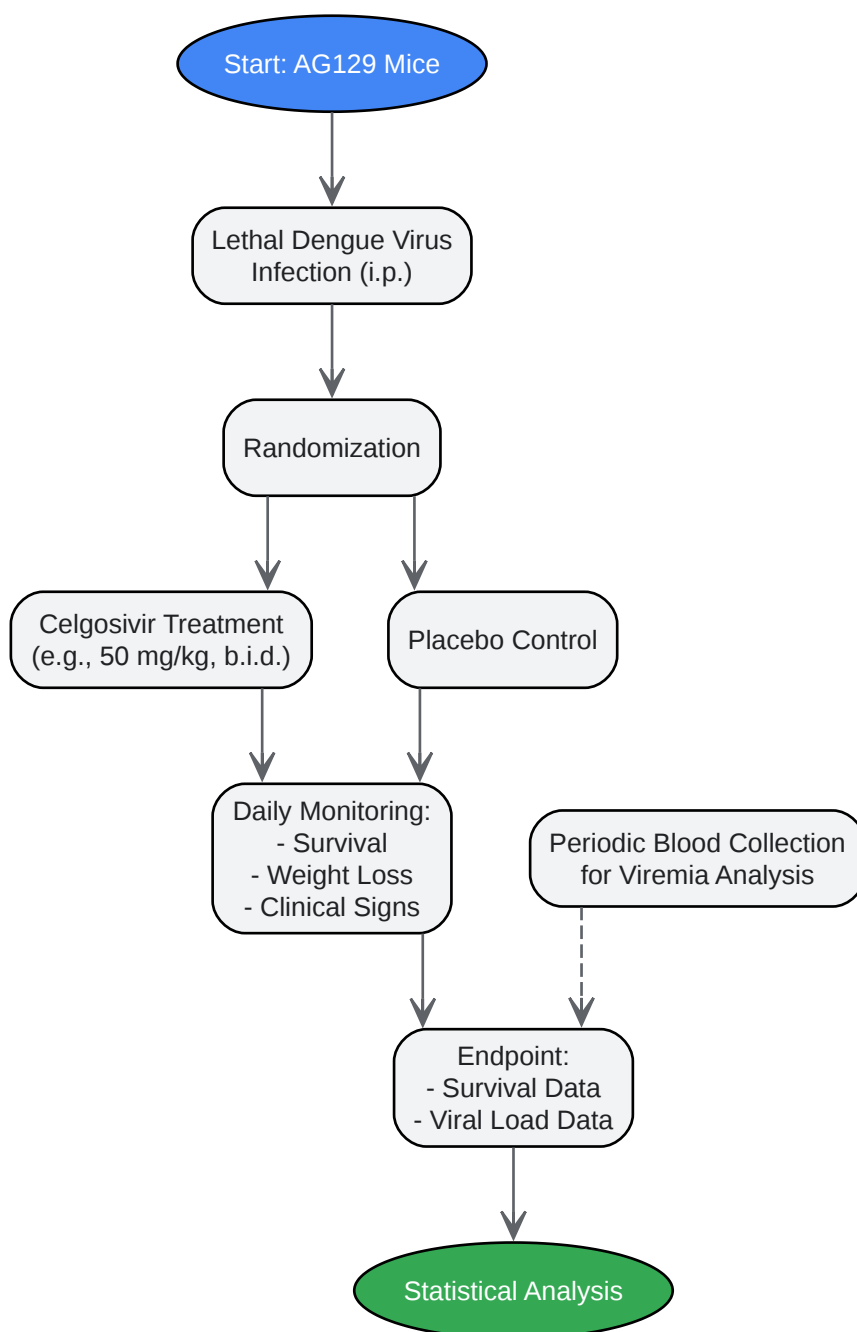 Start: AG129 Mice
Lethal Dengue Virus
Infection (i.p.)
Randomization
Celgosivir Treatment
(e.g., 50 mg/kg, b.i.d.)
Placebo Control
Daily Monitoring:
- Survival
- Weight Loss
- Clinical Signs
Periodic Blood Collection
for Viremia Analysis
Endpoint:
- Survival Data
- Viral Load Data
Statistical Analysis